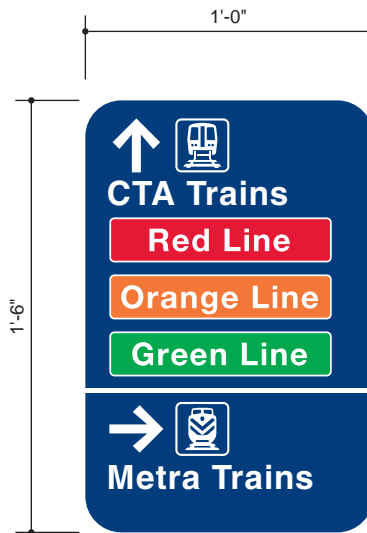 1'-0"
1'-6"
CTA Trains
Red Line
Orange Line
Green Line
Metra Trains